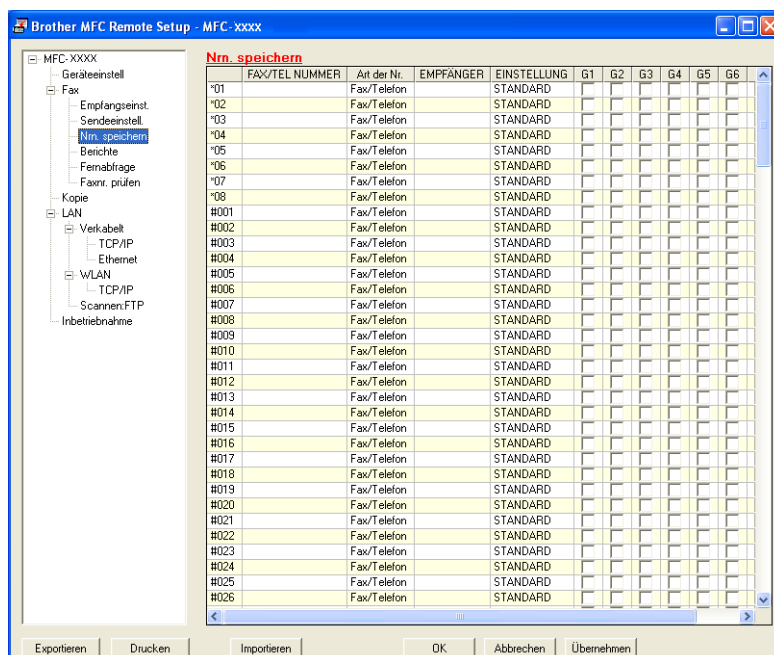 Brother MFC Remote Setup - MFC-xxxx
MFC-XXXX
Geräteeinstell
Fax
Empfangseinst.
Sendeeinstell.
Nrn. speichern
Berichte
Fernabfrage
Faxnr. prüfen
Kopie
LAN
Verkabelt
TCP/IP
Ethernet
WLAN
TCP/IP
Scannen:FTP
Inbetriebnahme
Nrn. speichern
FAX/TEL NUMMER Art der Nr. EMPFÄNGER EINSTELLUNG G1 G2 G3 G4 G5 G6
*01 Fax/Telefon STANDARD
*02 Fax/Telefon STANDARD
*03 Fax/Telefon STANDARD
*04 Fax/Telefon STANDARD
*05 Fax/Telefon STANDARD
*06 Fax/Telefon STANDARD
*07 Fax/Telefon STANDARD
*08 Fax/Telefon STANDARD
#001 Fax/Telefon STANDARD
#002 Fax/Telefon STANDARD
#003 Fax/Telefon STANDARD
#004 Fax/Telefon STANDARD
#005 Fax/Telefon STANDARD
#006 Fax/Telefon STANDARD
#007 Fax/Telefon STANDARD
#008 Fax/Telefon STANDARD
#009 Fax/Telefon STANDARD
#010 Fax/Telefon STANDARD
#011 Fax/Telefon STANDARD
#012 Fax/Telefon STANDARD
#013 Fax/Telefon STANDARD
#014 Fax/Telefon STANDARD
#015 Fax/Telefon STANDARD
#016 Fax/Telefon STANDARD
#017 Fax/Telefon STANDARD
#018 Fax/Telefon STANDARD
#019 Fax/Telefon STANDARD
#020 Fax/Telefon STANDARD
#021 Fax/Telefon STANDARD
#022 Fax/Telefon STANDARD
#023 Fax/Telefon STANDARD
#024 Fax/Telefon STANDARD
#025 Fax/Telefon STANDARD
#026 Fax/Telefon STANDARD
Exportieren Drucken Importieren OK Abbrechen Übernehmen